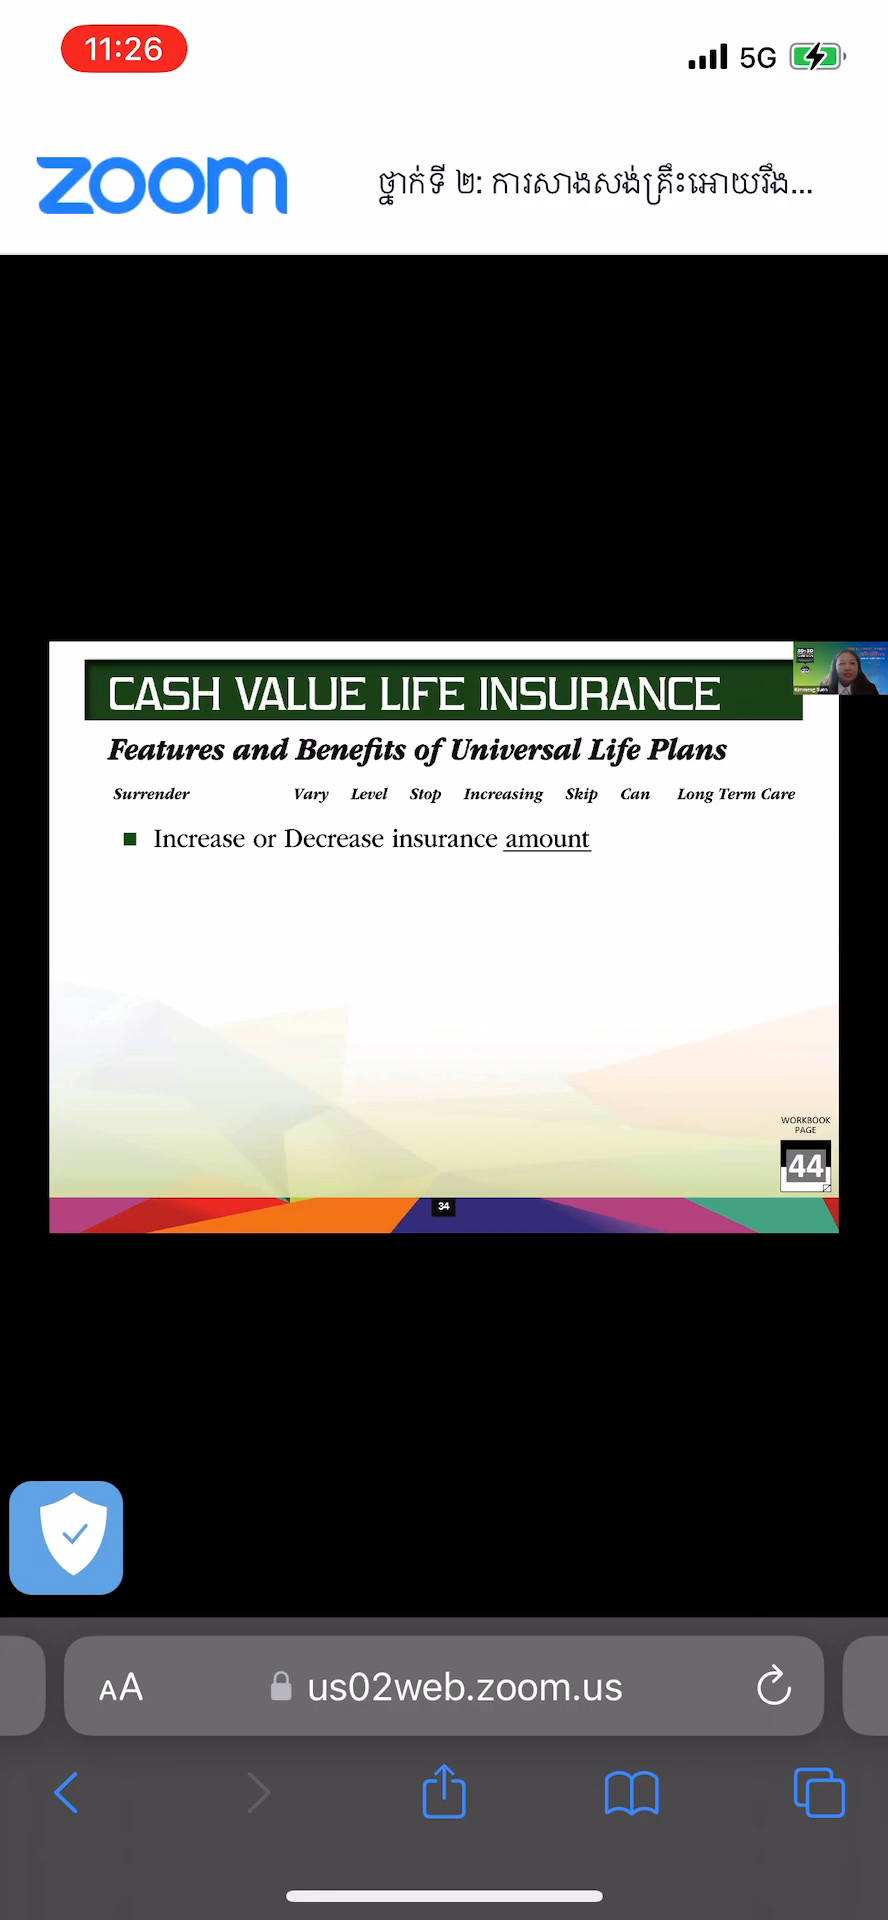 11:26
5G
zoom
ថ្នាក់ទី ២: ការសាងសង់គ្រឹះអោយរឹង...
CASH VALUE LIFE INSURANCE
Features and Benefits of Universal Life Plans
Surrender Vary Level Stop Increasing Skip Can Long Term Care
■ Increase or Decrease insurance amount
WORKBOOK
PAGE
44
34
AA us02web.zoom.us